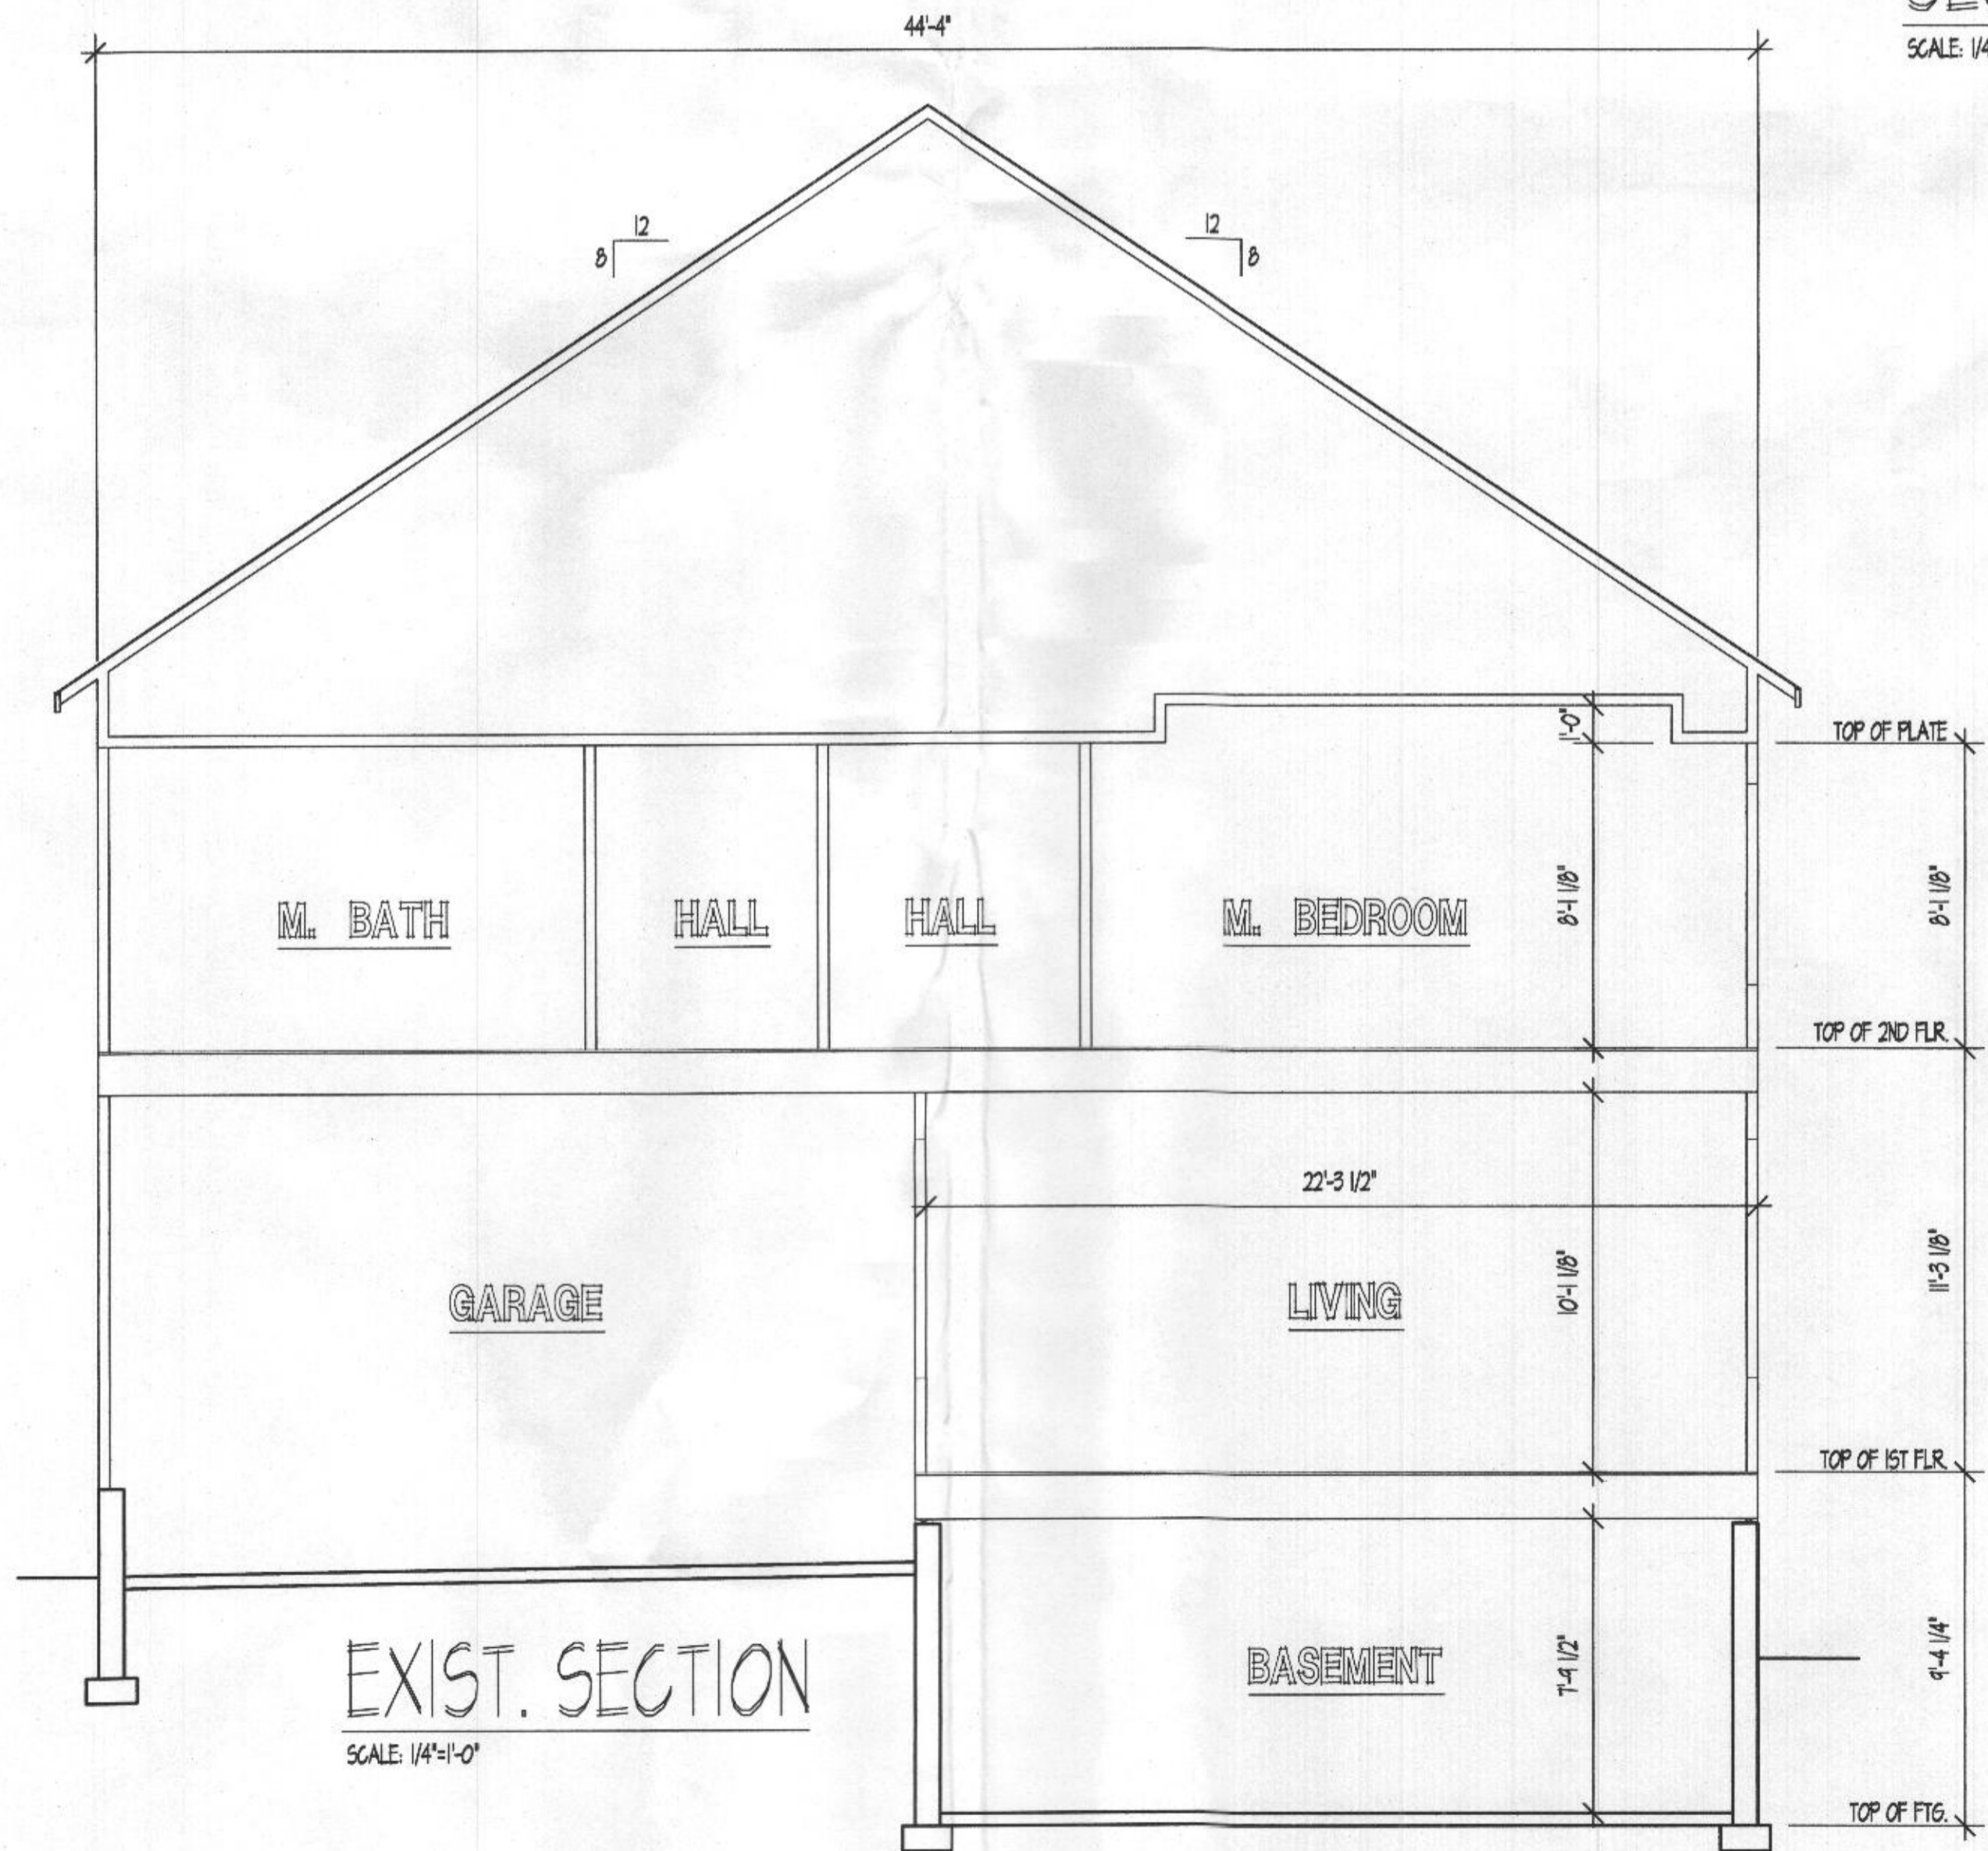 44'-4"
SCALE: 1/4
12
8
12
8
1'-0"
TOP OF PLATE
M. BATH
HALL
HALL
M. BEDROOM
8'-1 1/8"
8'-1 1/8"
TOP OF 2ND FLR.
22'-3 1/2"
GARAGE
LIVING
10'-1 1/8"
11'-3 1/8"
TOP OF 1ST FLR.
EXIST. SECTION
SCALE: 1/4"=1'-0"
BASEMENT
7'-9 1/2"
9'-4 1/4"
TOP OF FTG.